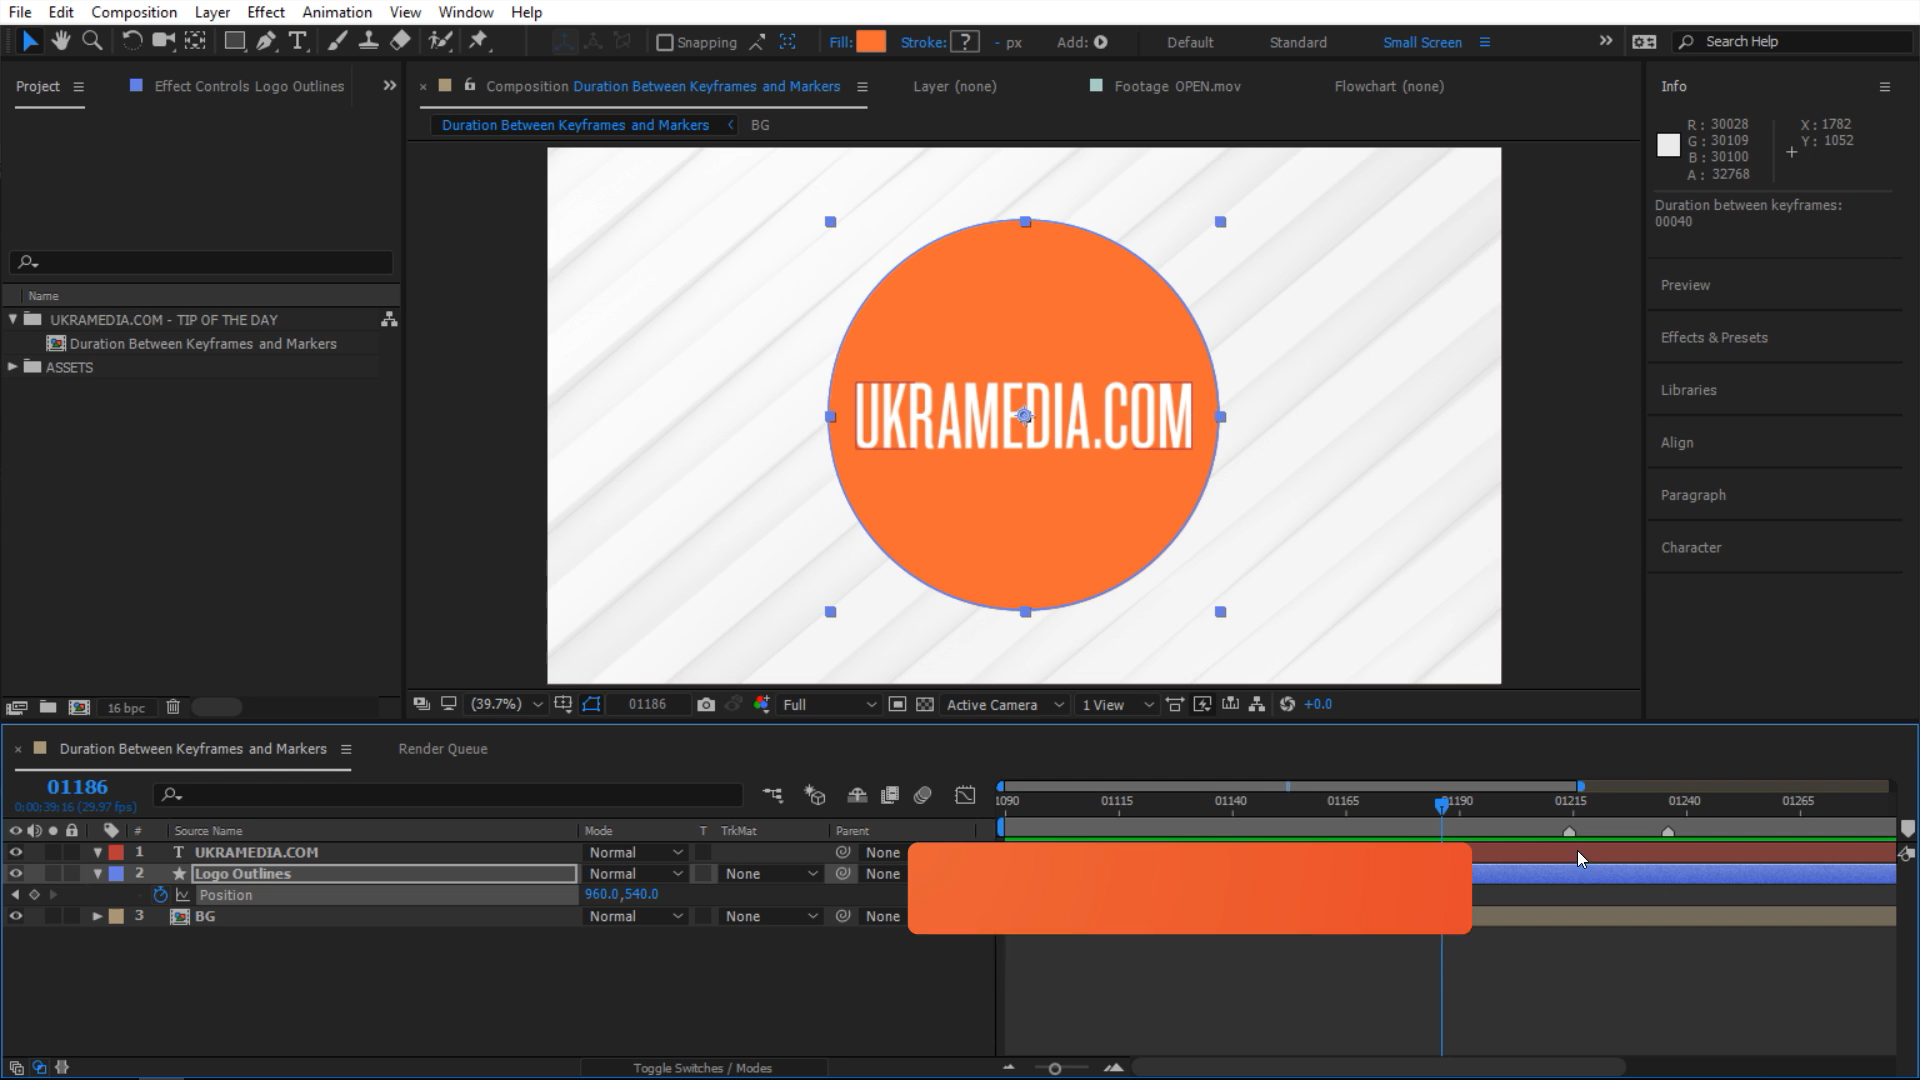 File Edit Composition Layer Effect Animation View Window Help
Snapping Fill: Stroke: ? - px Add: Default Standard Small Screen Search Help
Project Effect Controls Logo Outlines
Composition Duration Between Keyframes and Markers Layer (none) Footage OPEN.mov Flowchart (none)
Info
Duration Between Keyframes and Markers BG
R: 30028
G: 30109
B: 30100
A: 32768
X: 1782
Y: 1052
Duration between keyframes:
00040
Preview
Effects & Presets
Libraries
Align
Paragraph
Character
Name
UKRAMEDIA.COM - TIP OF THE DAY
Duration Between Keyframes and Markers
ASSETS
UKRAMEDIA.COM
16 bpc
(39.7%) 01186 Full Active Camera 1 View +0.0
Duration Between Keyframes and Markers Render Queue
01186
0:00:39:16 (29.97 fps)
1090 01115 01140 01165 01190 01215 01240 01265
# Source Name Mode T TrkMat Parent
1 T UKRAMEDIA.COM Normal None
2 Logo Outlines Normal None None
Position 960.0,540.0
3 BG Normal None None
Toggle Switches / Modes